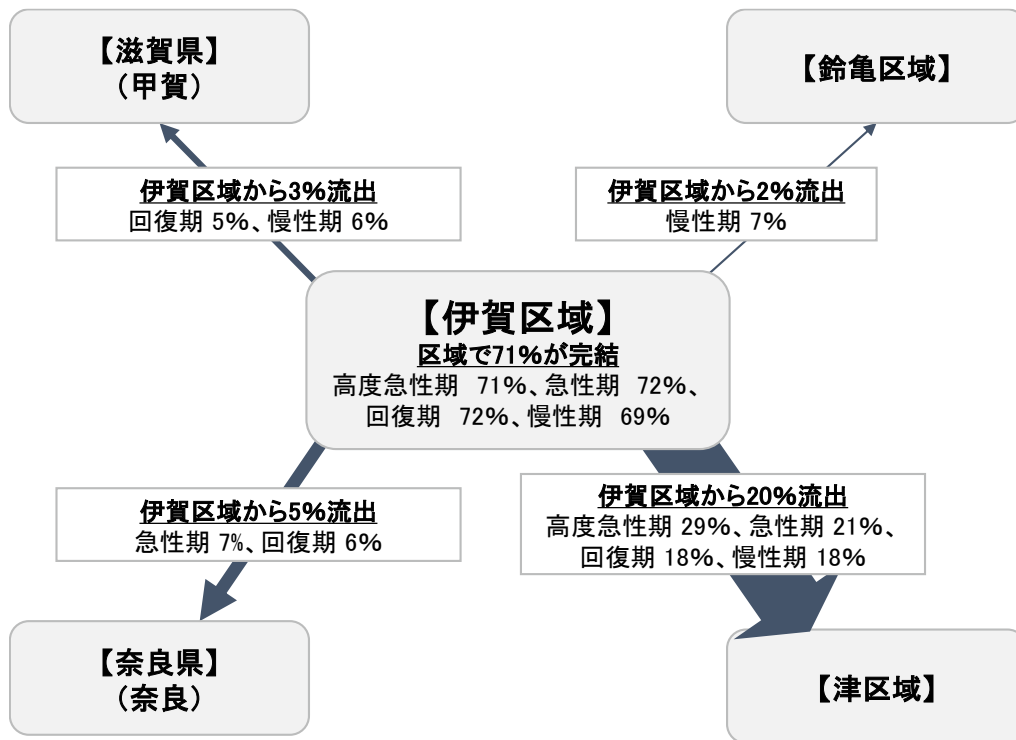 【滋賀県】
（甲賀）
【鈴亀区域】
伊賀区域から3％流出
回復期 5％、慢性期 6％
伊賀区域から2％流出
慢性期 7％
【伊賀区域】
区域で71％が完結
高度急性期　71％、急性期　72％、
回復期　72％、慢性期　69％
伊賀区域から5％流出
急性期 7%、回復期 6％
伊賀区域から20％流出
高度急性期 29％、急性期 21％、
回復期 18％、慢性期 18％
【奈良県】
（奈良）
【津区域】